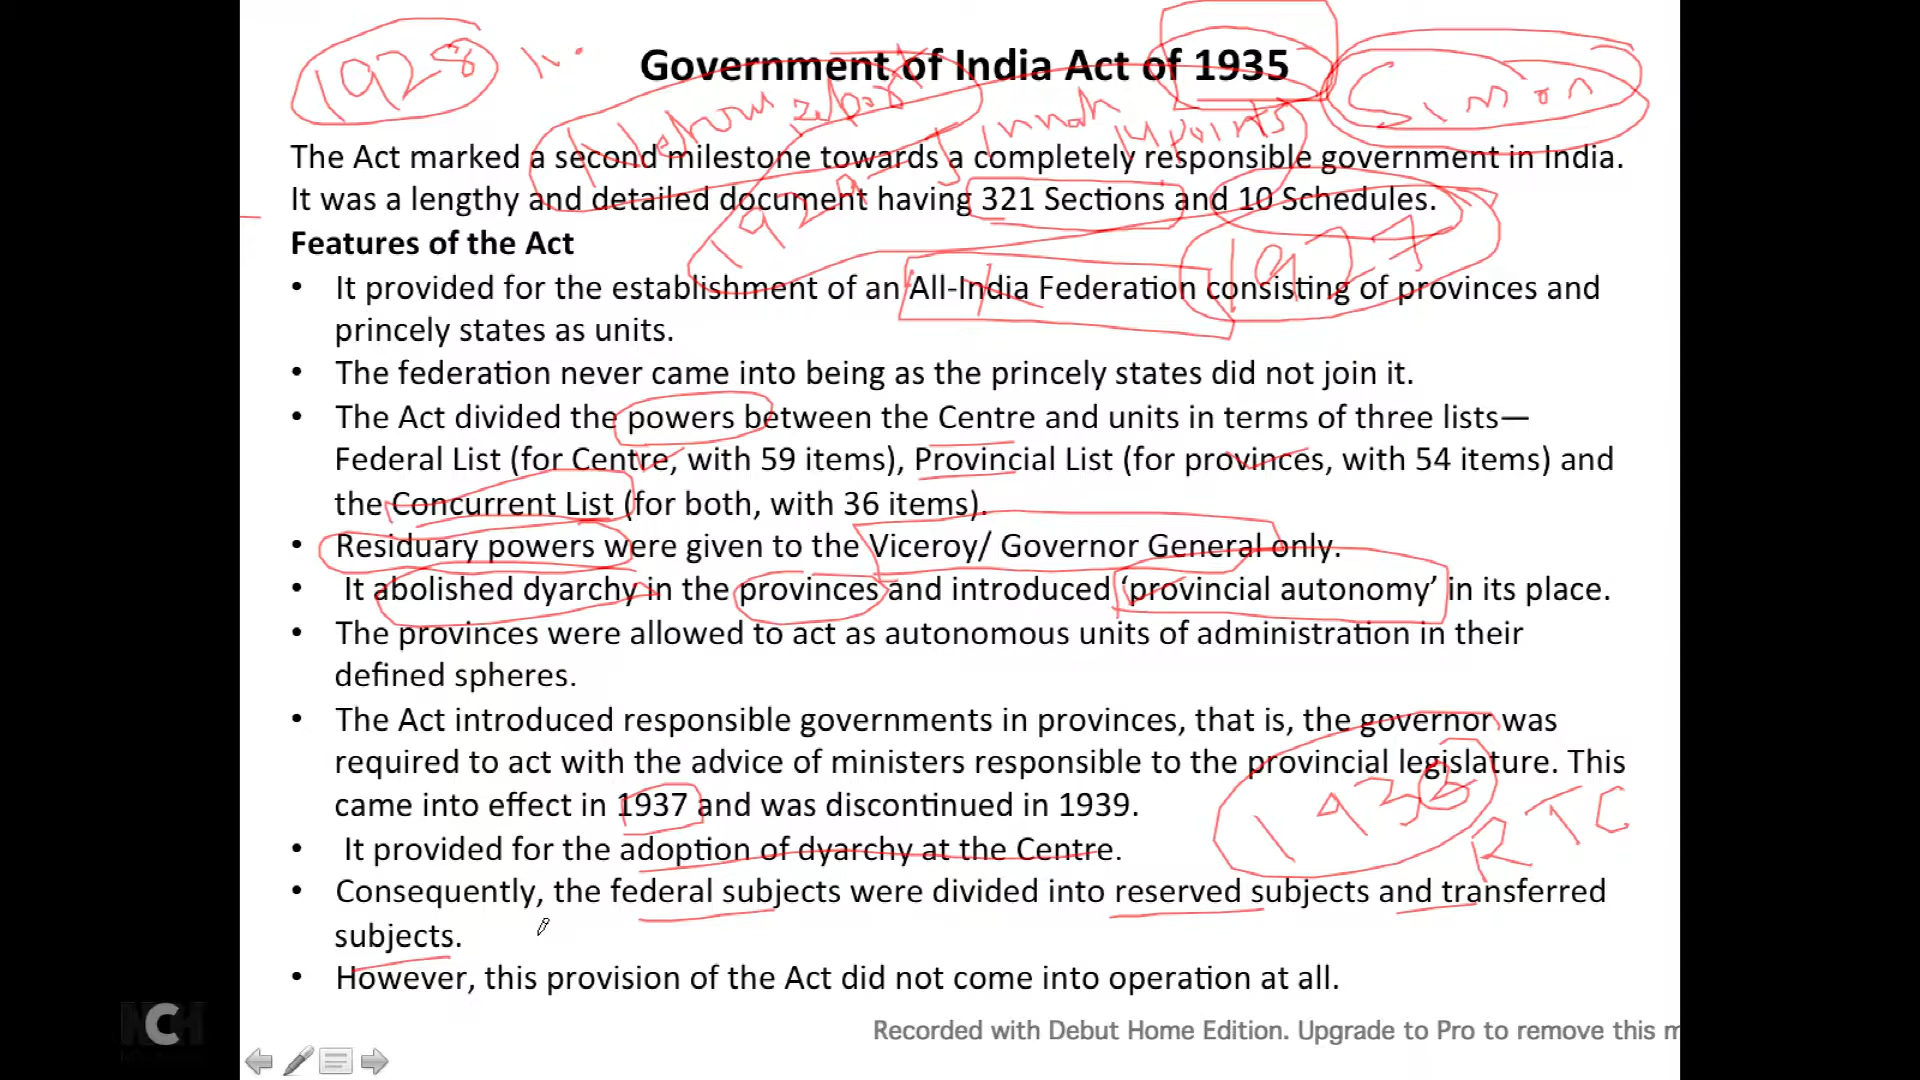 1928
Government of India Act of 1935
Simon
Nehru report
Jinnah
14 points
The Act marked a second milestone towards a completely responsible government in India.
It was a lengthy and detailed document having 321 Sections and 10 Schedules.
1929
1927
Features of the Act
• It provided for the establishment of an All-India Federation consisting of provinces and
princely states as units.
• The federation never came into being as the princely states did not join it.
• The Act divided the powers between the Centre and units in terms of three lists—
Federal List (for Centre, with 59 items), Provincial List (for provinces, with 54 items) and
the Concurrent List (for both, with 36 items).
• Residuary powers were given to the Viceroy/ Governor General only.
• It abolished dyarchy in the provinces and introduced ‘provincial autonomy’ in its place.
• The provinces were allowed to act as autonomous units of administration in their
defined spheres.
• The Act introduced responsible governments in provinces, that is, the governor was
required to act with the advice of ministers responsible to the provincial legislature. This
came into effect in 1937 and was discontinued in 1939.
RTC
• It provided for the adoption of dyarchy at the Centre.
• Consequently, the federal subjects were divided into reserved subjects and transferred
subjects.
• However, this provision of the Act did not come into operation at all.
Recorded with Debut Home Edition. Upgrade to Pro to remove this m